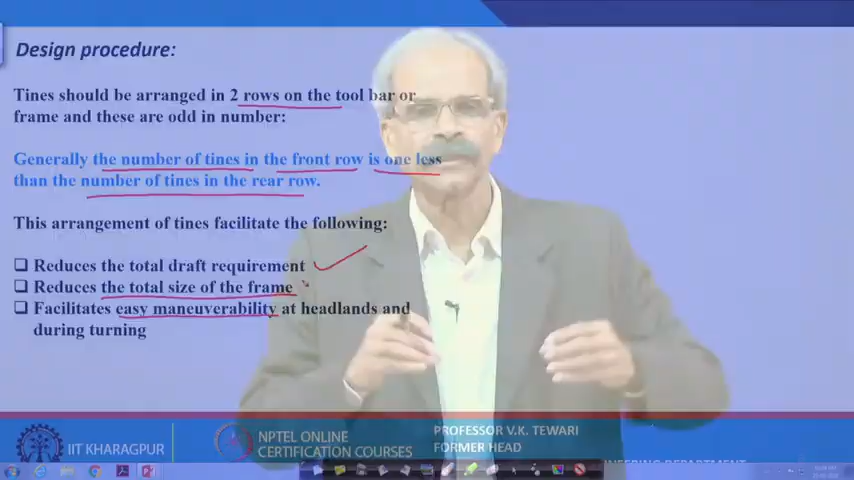 Design procedure:
Tines should be arranged in 2 rows on the tool bar or
frame and these are odd in number:
Generally the number of tines in the front row is one less
than the number of tines in the rear row.
This arrangement of tines facilitate the following:
❑ Reduces the total draft requirement
❑ Reduces the total size of the frame
❑ Facilitates easy maneuverability at headlands and
during turning
IIT KHARAGPUR
NPTEL ONLINE
CERTIFICATION COURSES
PROFESSOR V.K. TEWARI
FORMER HEAD
DEPARTMENT